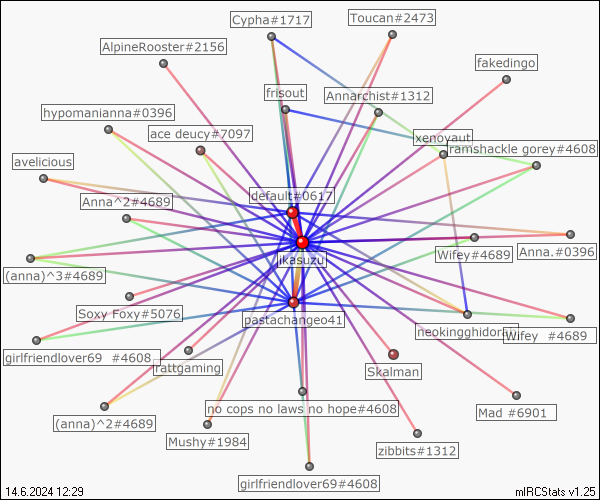 Cypha#1717
Toucan#2473
AlpineRooster#2156
fakedingo
frisout
Annarchist#1312
hypomanianna#0396
ace deucy#7097
xenoyaut
ramshackle gorey#4608
avelicious
default#0617
Anna^2#4689
Anna.#0396
Wifey#4689
ikasuzu
(anna)^3#4689
Soxy Foxy#5076
pastachangeo41
neokingghidorah
Wifey #4689
girlfriendlover69 #4608
rattgaming
Skalman
no cops no laws no hope#4608
Mad #6901
(anna)^2#4689
Mushy#1984
zibbits#1312
girlfriendlover69#4608
14.6.2024 12:29
mIRCStats v1.25